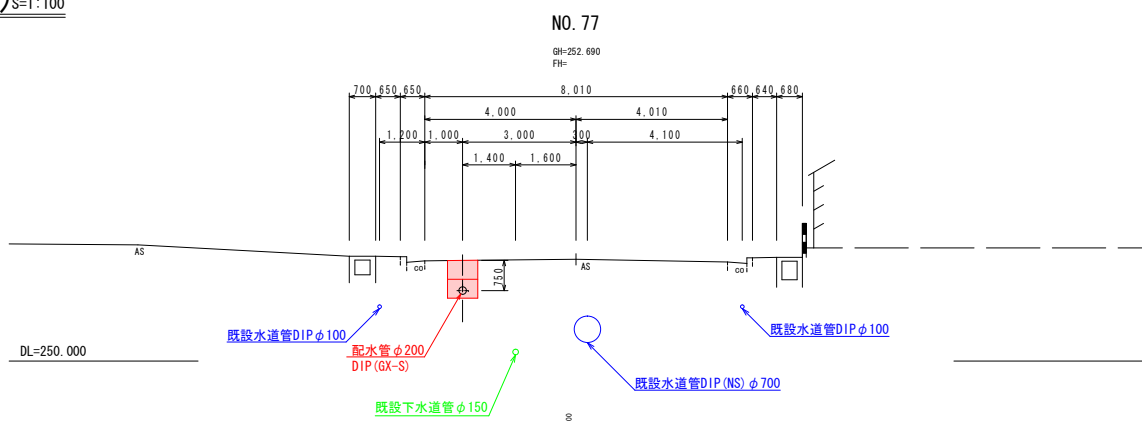 S=1:100
NO. 77
GH=252.690
FH=
700 650 650 8.010 660 640 680
4.000 4.010
1.200 1.000 3.000 300 4.100
1.400 1.600
AS
co
750
AS
co
既設水道管DIPφ100
既設水道管DIPφ100
DL=250.000
配水管φ200
DIP(GX-S)
既設水道管DIP(NS)φ700
既設下水道管φ150